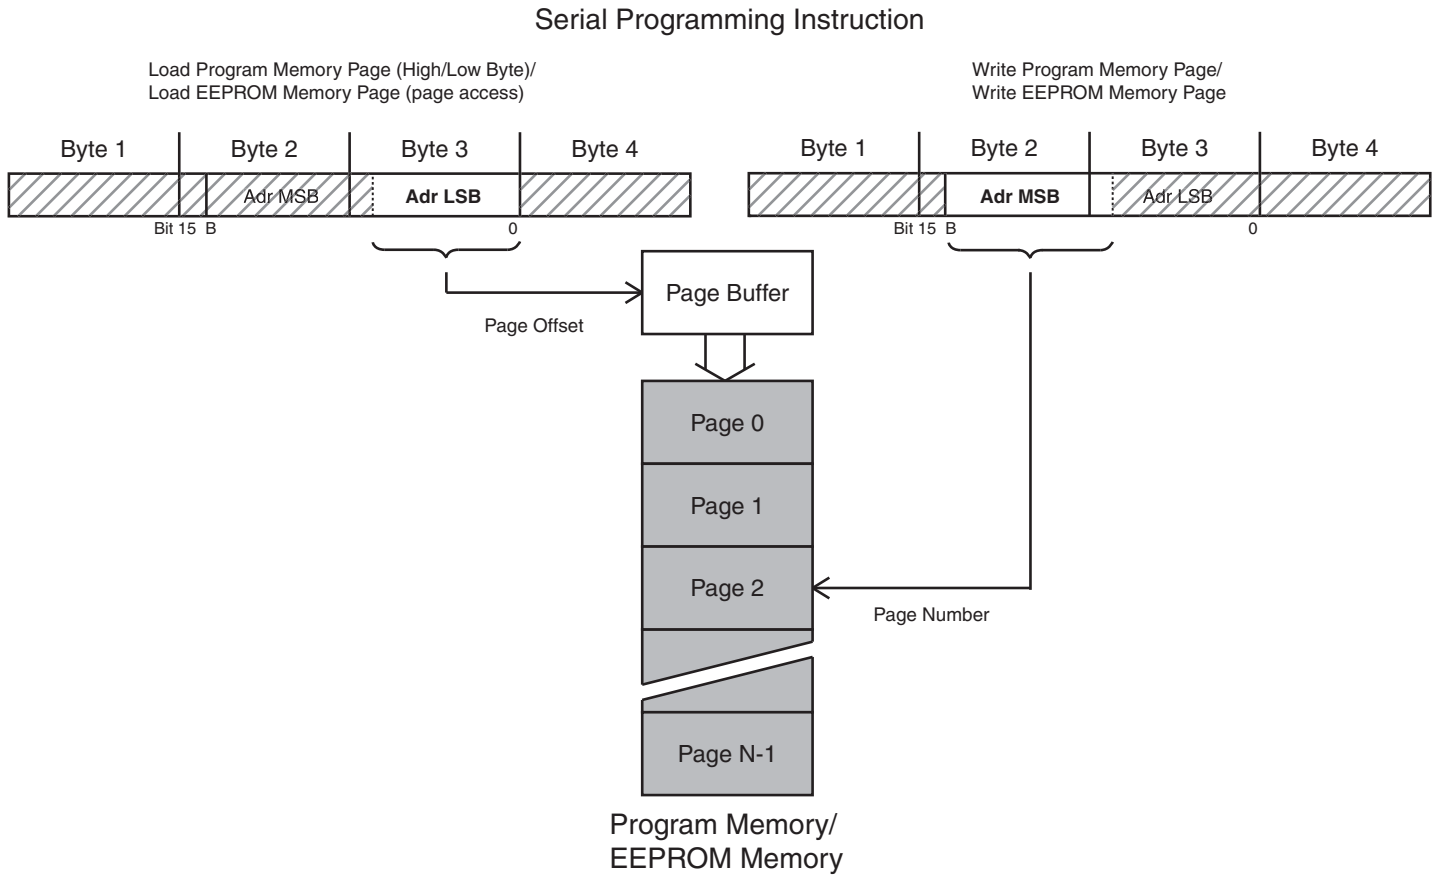 Serial Programming Instruction
Load Program Memory Page (High/Low Byte)/
Load EEPROM Memory Page (page access)
Write Program Memory Page/
Write EEPROM Memory Page
Byte 1
Byte 2
Byte 3
Byte 4
Adr MSB
Adr LSB
Bit 15 B
0
Byte 1
Byte 2
Byte 3
Byte 4
Adr MSB
Adr LSB
Bit 15 B
0
Page Buffer
Page Offset
Page 0
Page 1
Page 2
Page Number
Page N-1
Program Memory/
EEPROM Memory